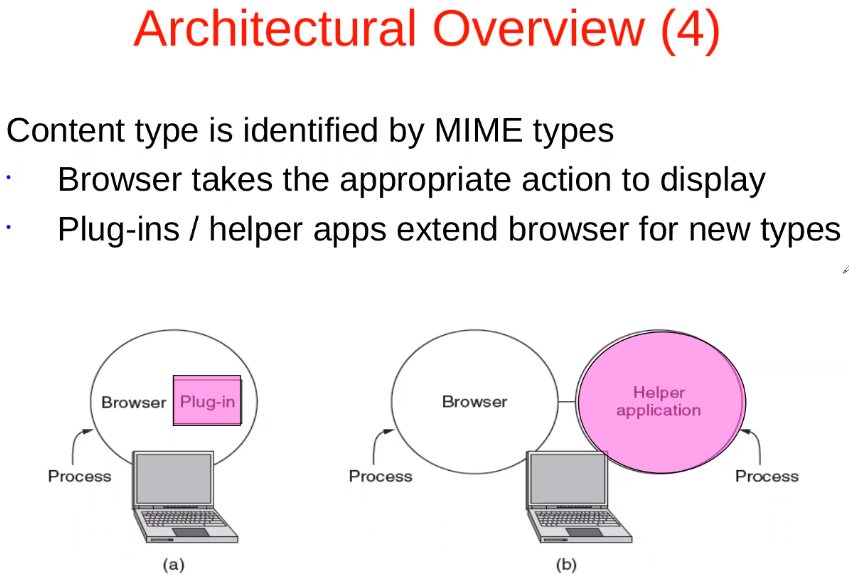 Architectural Overview (4)
Content type is identified by MIME types
· Browser takes the appropriate action to display
· Plug-ins / helper apps extend browser for new types
Browser Plug-in
Process
(a)
Browser
Helper
application
Process
Process
(b)